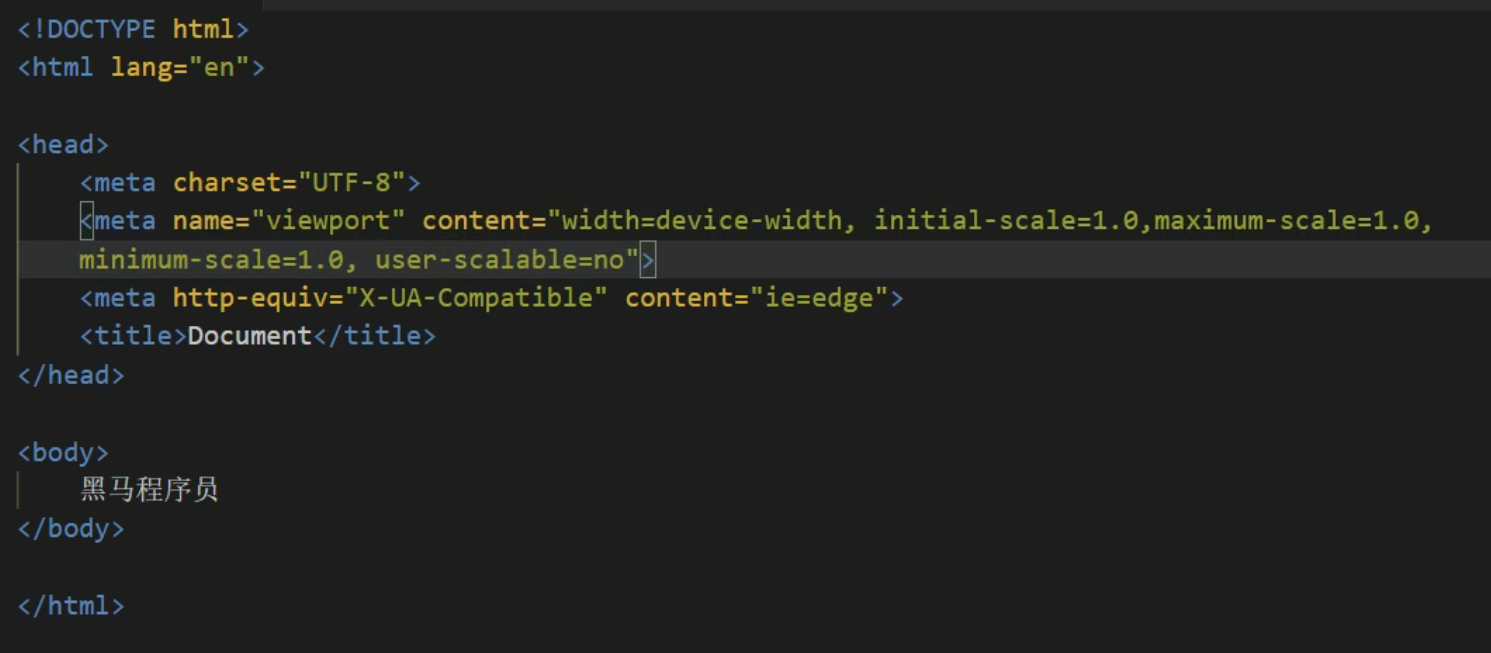 <!DOCTYPE html>
<html lang="en">
<head>
<meta charset="UTF-8">
<meta name="viewport" content="width=device-width, initial-scale=1.0,maximum-scale=1.0,
minimum-scale=1.0, user-scalable=no">
<meta http-equiv="X-UA-Compatible" content="ie=edge">
<title>Document</title>
</head>
<body>
黑马程序员
</body>
</html>